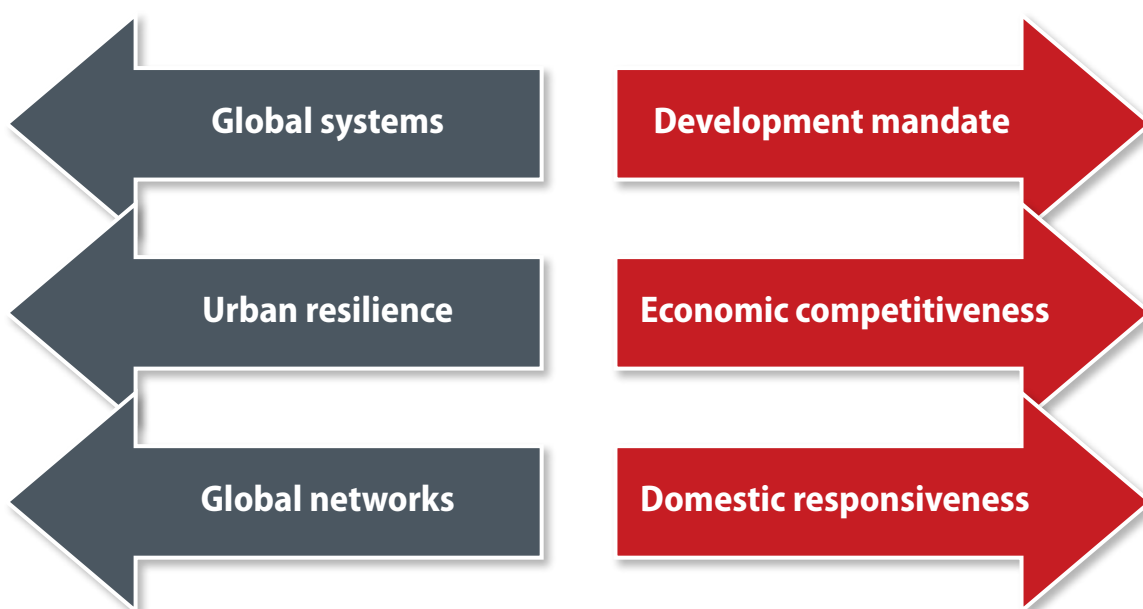 Global systems
Development mandate
Urban resilience
Economic competitiveness
Global networks
Domestic responsiveness